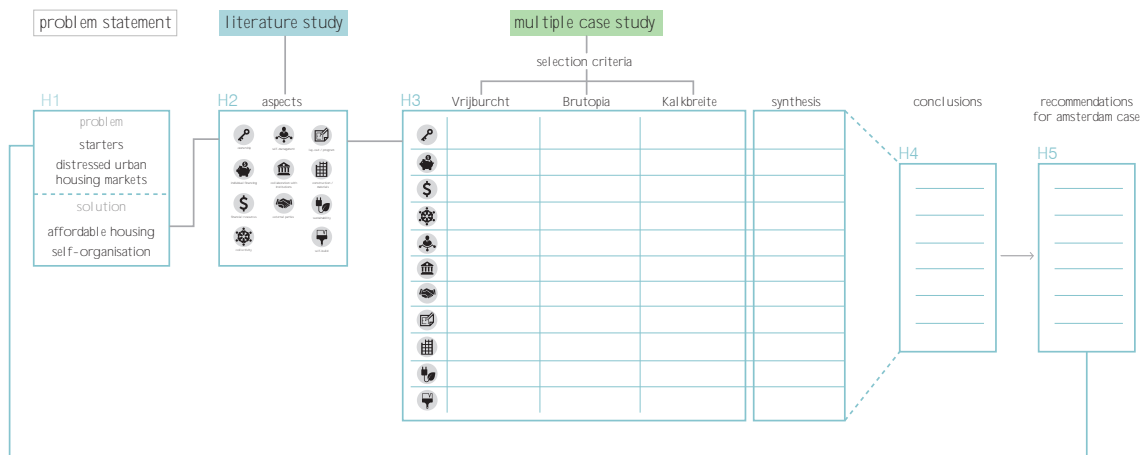 problem statement
literature study
multiple case study
selection criteria
H1
H2
aspects
H3
Vrijburcht
Brutopia
Kalkbreite
synthesis
conclusions
recommendations
for amsterdam case
problem
starters
distressed urban
housing markets
solution
affordable housing
self-organisation
H4
H5